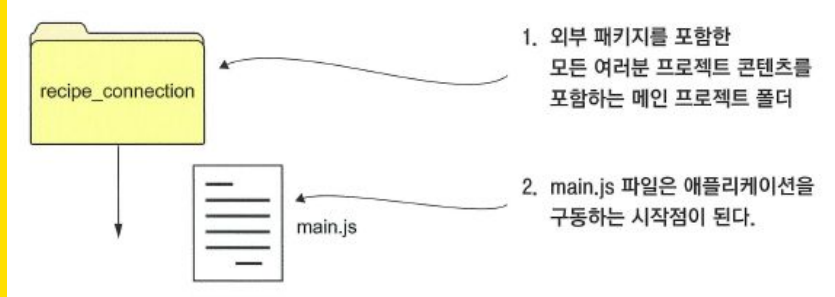 recipe_connection
1. 외부 패키지를 포함한
모든 여러분 프로젝트 콘텐츠를
포함하는 메인 프로젝트 폴더
main.js
2. main.js 파일은 애플리케이션을
구동하는 시작점이 된다.